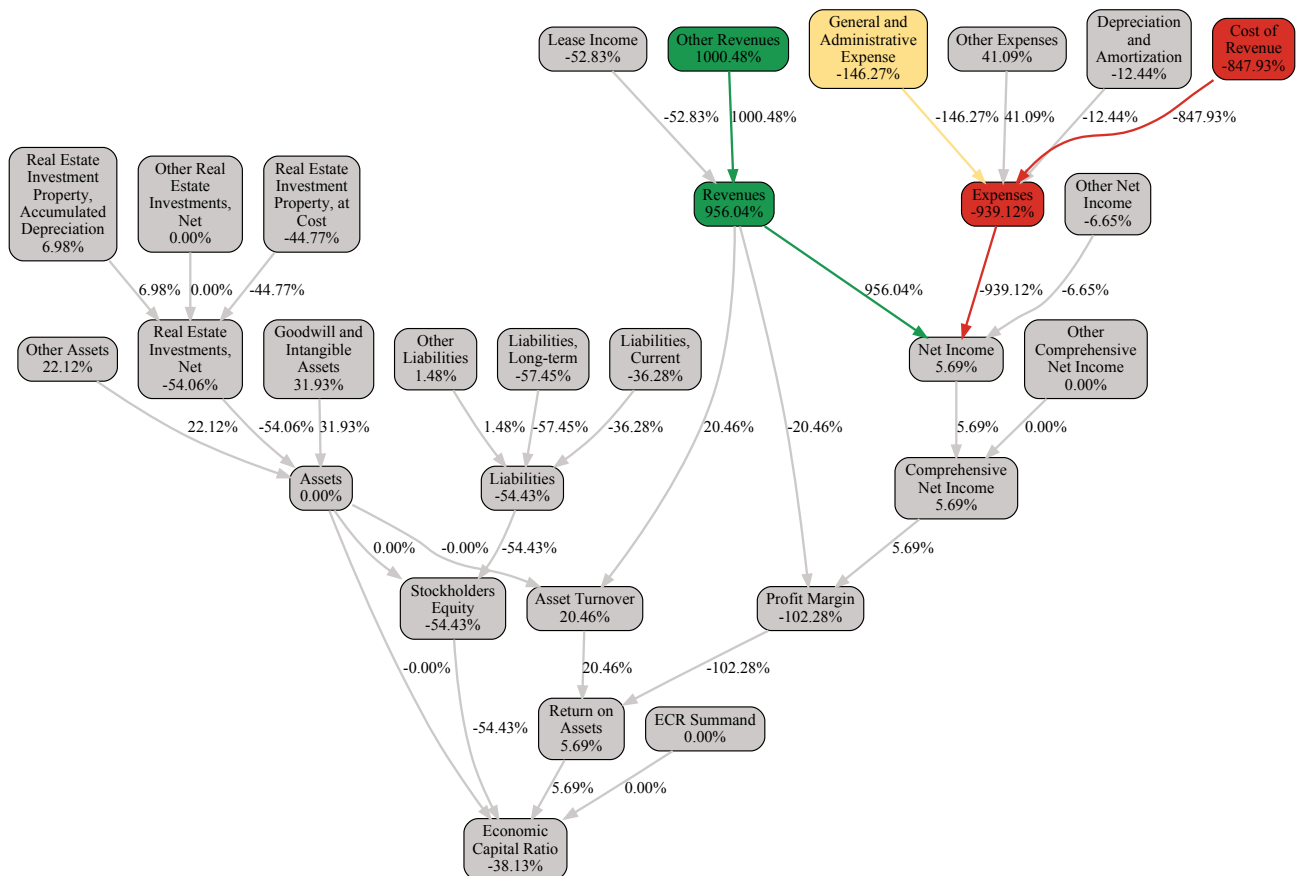 Lease Income
-52.83%
Other Revenues
1000.48%
General and
Administrative
Expense
-146.27%
Other Expenses
41.09%
Depreciation
and
Amortization
-12.44%
Cost of
Revenue
-847.93%
-52.83%
1000.48%
-146.27%
41.09%
-12.44%
-847.93%
Real Estate
Investment
Property,
Accumulated
Depreciation
6.98%
Other Real
Estate
Investments,
Net
0.00%
Real Estate
Investment
Property, at
Cost
-44.77%
Revenues
956.04%
Expenses
-939.12%
Other Net
Income
-6.65%
6.98%
0.00%
-44.77%
956.04%
-939.12%
-6.65%
Other Assets
22.12%
Real Estate
Investments,
Net
-54.06%
Goodwill and
Intangible
Assets
31.93%
Other
Liabilities
1.48%
Liabilities,
Long-term
-57.45%
Liabilities,
Current
-36.28%
Net Income
5.69%
Other
Comprehensive
Net Income
0.00%
22.12%
-54.06%
31.93%
1.48%
-57.45%
-36.28%
20.46%
-20.46%
5.69%
0.00%
Assets
0.00%
Liabilities
-54.43%
Comprehensive
Net Income
5.69%
0.00%
-0.00%
-54.43%
5.69%
Stockholders
Equity
-54.43%
Asset Turnover
20.46%
Profit Margin
-102.28%
-0.00%
20.46%
-102.28%
Return on
Assets
5.69%
ECR Summand
0.00%
-54.43%
5.69%
0.00%
Economic
Capital Ratio
-38.13%